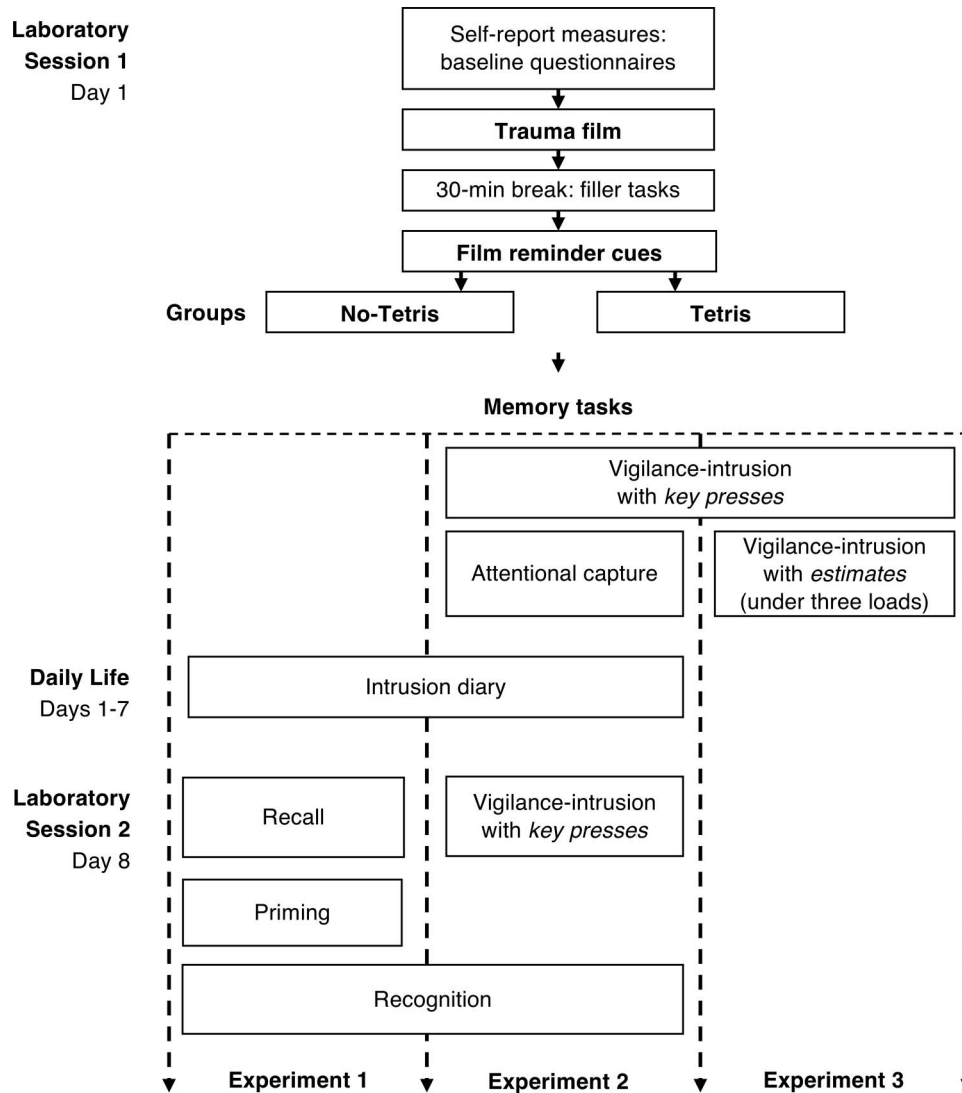 Laboratory
Session 1
Day 1
Self-report measures:
baseline questionnaires
Trauma film
30-min break: filler tasks
Film reminder cues
Groups
No-Tetris
Tetris
Memory tasks
Vigilance-intrusion
with key presses
Attentional capture
Vigilance-intrusion
with estimates
(under three loads)
Daily Life
Days 1-7
Intrusion diary
Laboratory
Session 2
Day 8
Recall
Vigilance-intrusion
with key presses
Priming
Recognition
Experiment 1
Experiment 2
Experiment 3